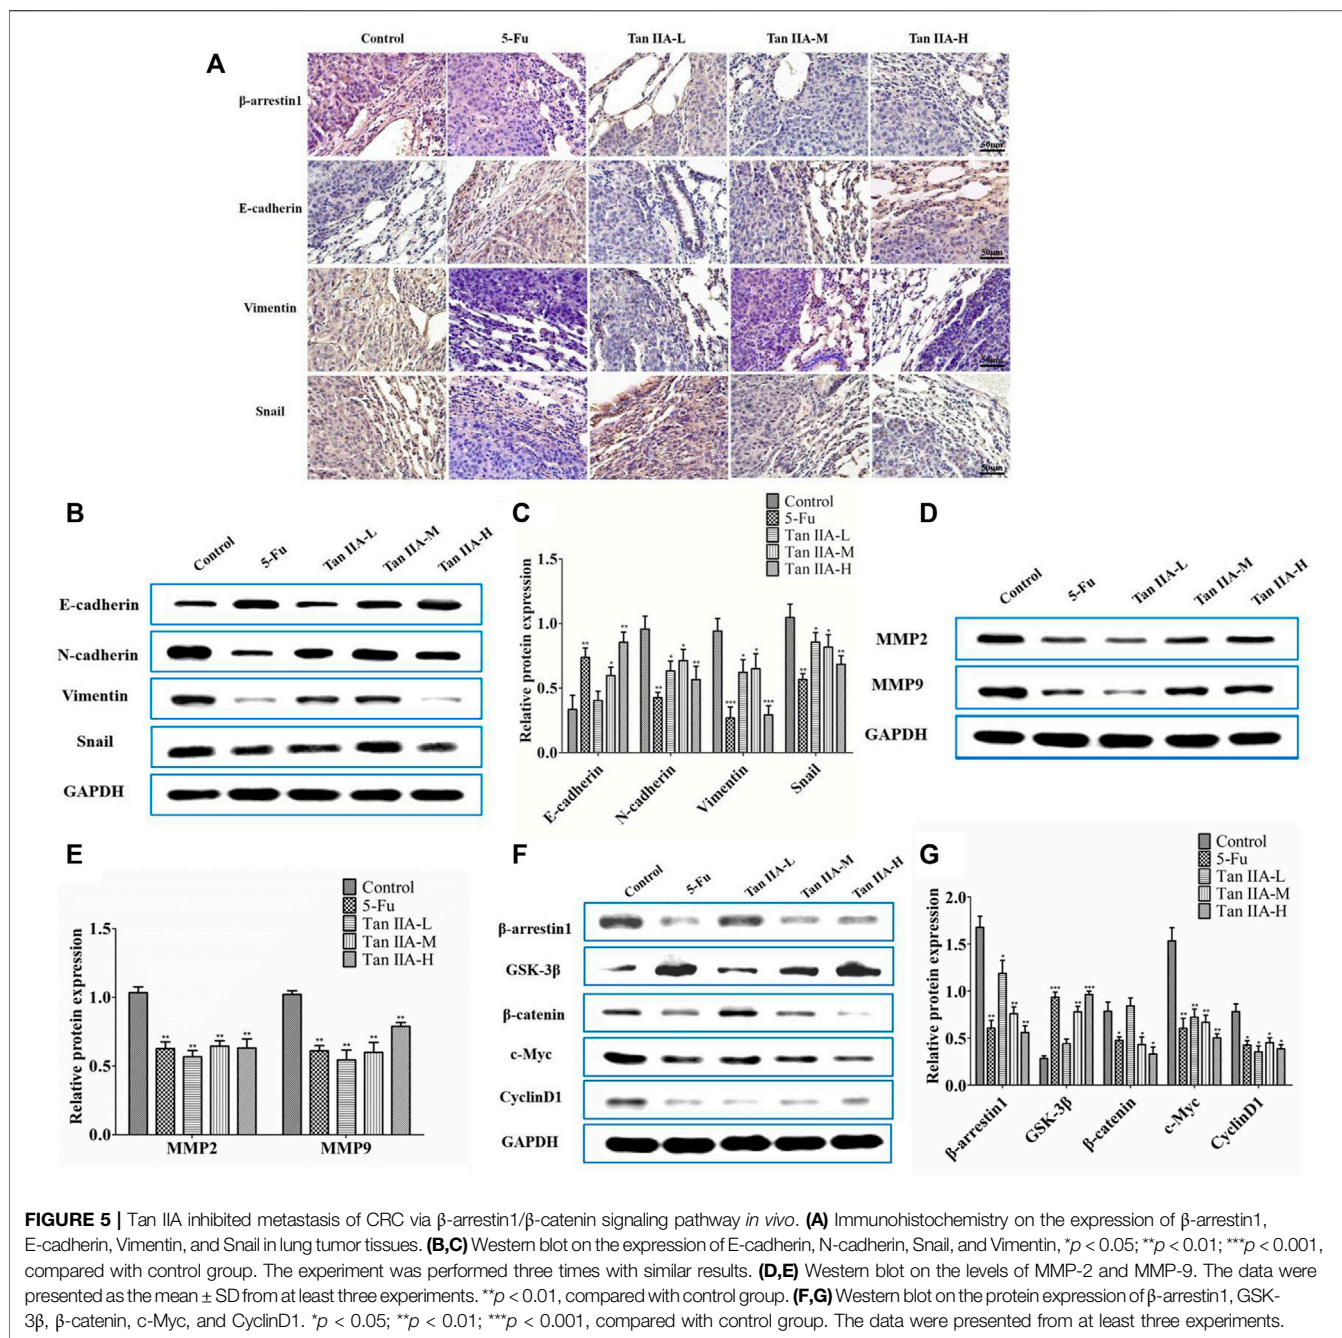 Control 5-Fu Tan IIA-L Tan IIA-M Tan IIA-H
A
β-arrestin1
50um
E-cadherin
50um
Vimentin
50um
Snail
50um
B
Control 5-Fu Tan IIA-L Tan IIA-M Tan IIA-H
E-cadherin
N-cadherin
Vimentin
Snail
GAPDH
C
Control
5-Fu
Tan IIA-L
Tan IIA-M
Tan IIA-H
Relative protein expression
1.5
1.0
0.5
0.0
** * **
** * * **
*** * * ***
** * * **
E-cadherin N-cadherin Vimentin Snail
D
Control 5-Fu Tan IIA-L Tan IIA-M Tan IIA-H
MMP2
MMP9
GAPDH
E
Control
5-Fu
Tan IIA-L
Tan IIA-M
Tan IIA-H
Relative protein expression
1.5
1.0
0.5
0.0
** ** ** **
** ** ** **
MMP2 MMP9
F
Control 5-Fu Tan IIA-L Tan IIA-M Tan IIA-H
β-arrestin1
GSK-3β
β-catenin
c-Myc
CyclinD1
GAPDH
G
Control
5-Fu
Tan IIA-L
Tan IIA-M
Tan IIA-H
Relative protein expression
2.0
1.5
1.0
0.5
0.0
** * ** **
*** ** ***
* * *
** ** ** **
* * * *
β-arrestin1 GSK-3β β-catenin c-Myc CyclinD1
FIGURE 5 | Tan IIA inhibited metastasis of CRC via β-arrestin1/β-catenin signaling pathway in vivo. (A) Immunohistochemistry on the expression of β-arrestin1,
E-cadherin, Vimentin, and Snail in lung tumor tissues. (B,C) Western blot on the expression of E-cadherin, N-cadherin, Snail, and Vimentin, *p < 0.05; **p < 0.01; ***p < 0.001,
compared with control group. The experiment was performed three times with similar results. (D,E) Western blot on the levels of MMP-2 and MMP-9. The data were
presented as the mean ± SD from at least three experiments. **p < 0.01, compared with control group. (F,G) Western blot on the protein expression of β-arrestin1, GSK-
3β, β-catenin, c-Myc, and CyclinD1. *p < 0.05; **p < 0.01; ***p < 0.001, compared with control group. The data were presented from at least three experiments.